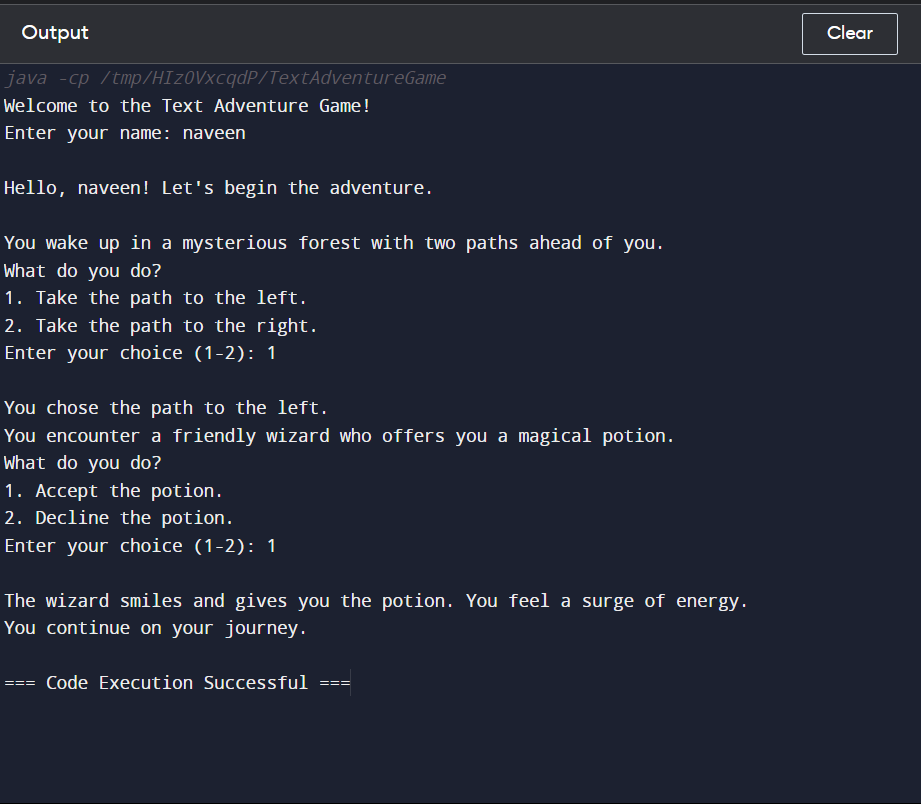 Output
Clear
java -cp /tmp/HIzOVxcqdP/TextAdventureGame
Welcome to the Text Adventure Game!
Enter your name: naveen
Hello, naveen! Let's begin the adventure.
You wake up in a mysterious forest with two paths ahead of you.
What do you do?
1. Take the path to the left.
2. Take the path to the right.
Enter your choice (1-2): 1
You chose the path to the left.
You encounter a friendly wizard who offers you a magical potion.
What do you do?
1. Accept the potion.
2. Decline the potion.
Enter your choice (1-2): 1
The wizard smiles and gives you the potion. You feel a surge of energy.
You continue on your journey.
=== Code Execution Successful ===